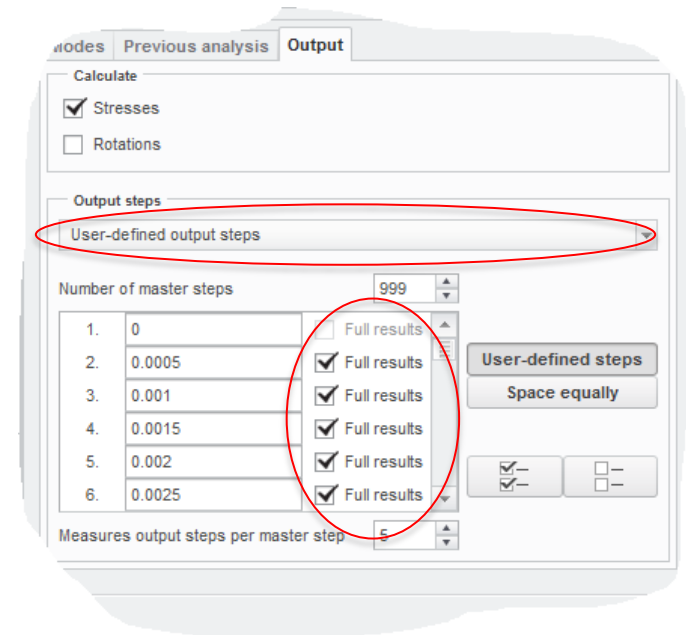 Previous analysis Output
Calculate
Stresses
Rotations
Output steps
User-defined output steps
Number of master steps 999
1. 0 Full results
2. 0.0005 Full results
User-defined steps
3. 0.001 Full results
Space equally
4. 0.0015 Full results
5. 0.002 Full results
6. 0.0025 Full results
Measures output steps per master step 5